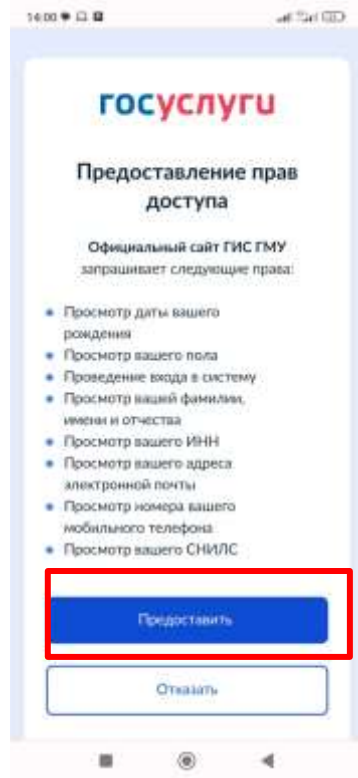 14:00
госуслуги
Предоставление прав
доступа
Официальный сайт ГИС ГМУ
запрашивает следующие права:
Просмотр даты вашего
рождения
Просмотр вашего пола
Проведение входа в систему
Просмотр вашей фамилии,
имени и отчества
Просмотр вашего ИНН
Просмотр вашего адреса
электронной почты
Просмотр номера вашего
мобильного телефона
Просмотр вашего СНИЛС
Предоставить
Отказать